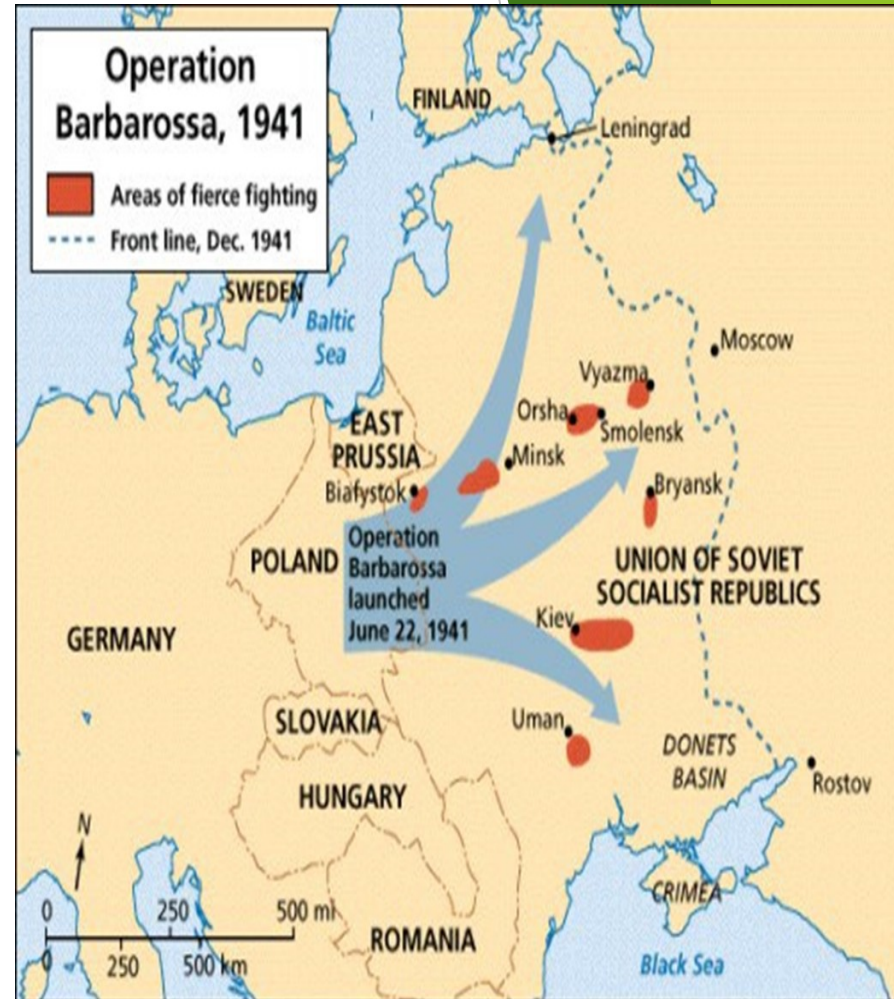 Operation
Barbarossa, 1941
Areas of fierce fighting
Front line, Dec. 1941
FINLAND
Leningrad
SWEDEN
Baltic
Sea
Moscow
Vyazma
Orsha
Smolensk
EAST
PRUSSIA
Minsk
Białystok
Bryansk
POLAND
Operation
Barbarossa
launched
June 22, 1941
UNION OF SOVIET
SOCIALIST REPUBLICS
GERMANY
Kiev
SLOVAKIA
Uman
DONETS
BASIN
HUNGARY
Rostov
N
CRIMEA
0 250 500 mi
0 250 500 km
ROMANIA
Black Sea